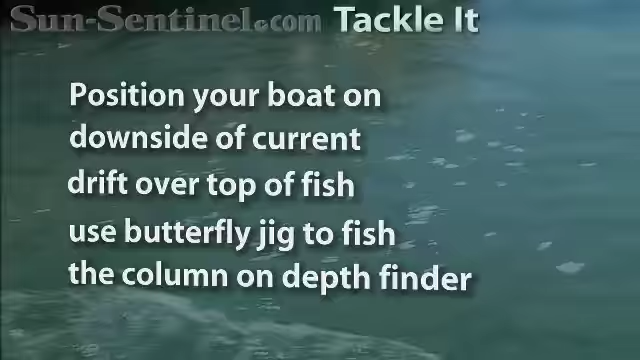 Sun-Sentinel.com Tackle It
Position your boat on
downside of current
drift over top of fish
use butterfly jig to fish
the column on depth finder